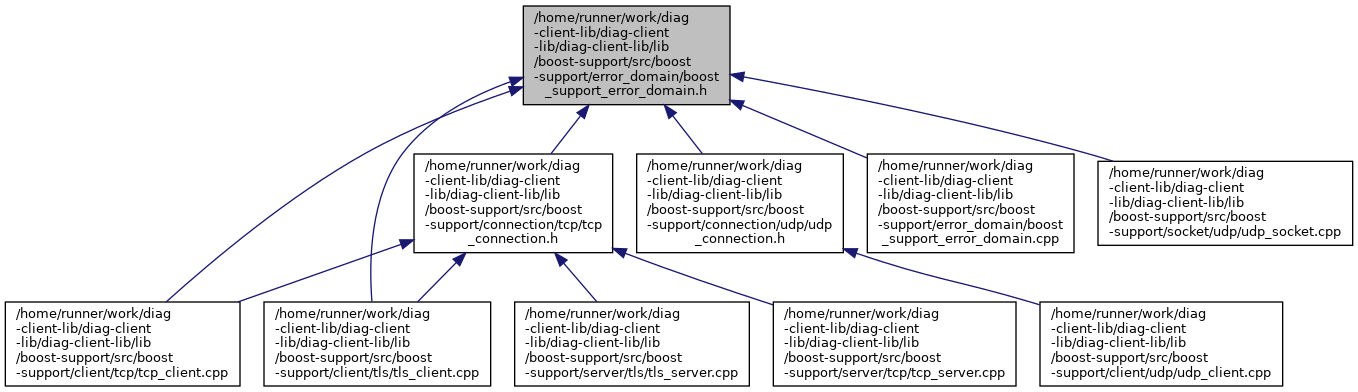 /home/runner/work/diag
-client-lib/diag-client
-lib/diag-client-lib/lib
/boost-support/src/boost
-support/error_domain/boost
_support_error_domain.h
/home/runner/work/diag
-client-lib/diag-client
-lib/diag-client-lib/lib
/boost-support/src/boost
-support/connection/tcp/tcp
_connection.h
/home/runner/work/diag
-client-lib/diag-client
-lib/diag-client-lib/lib
/boost-support/src/boost
-support/connection/udp/udp
_connection.h
/home/runner/work/diag
-client-lib/diag-client
-lib/diag-client-lib/lib
/boost-support/src/boost
-support/error_domain/boost
_support_error_domain.cpp
/home/runner/work/diag
-client-lib/diag-client
-lib/diag-client-lib/lib
/boost-support/src/boost
-support/socket/udp/udp_socket.cpp
/home/runner/work/diag
-client-lib/diag-client
-lib/diag-client-lib/lib
/boost-support/src/boost
-support/client/tcp/tcp_client.cpp
/home/runner/work/diag
-client-lib/diag-client
-lib/diag-client-lib/lib
/boost-support/src/boost
-support/client/tls/tls_client.cpp
/home/runner/work/diag
-client-lib/diag-client
-lib/diag-client-lib/lib
/boost-support/src/boost
-support/server/tls/tls_server.cpp
/home/runner/work/diag
-client-lib/diag-client
-lib/diag-client-lib/lib
/boost-support/src/boost
-support/server/tcp/tcp_server.cpp
/home/runner/work/diag
-client-lib/diag-client
-lib/diag-client-lib/lib
/boost-support/src/boost
-support/client/udp/udp_client.cpp